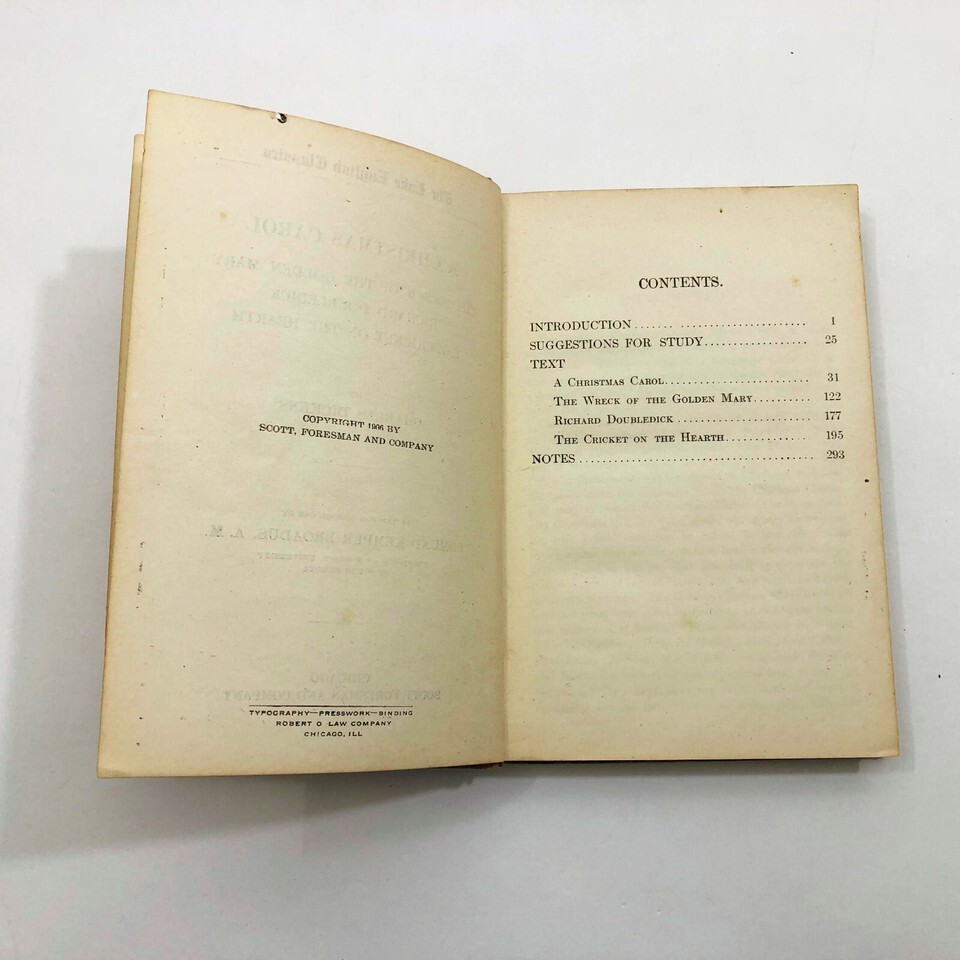 COPYRIGHT 1906 BY
SCOTT, FORESMAN AND COMPANY
TYPOGRAPHY—PRESSWORK—BINDING
ROBERT O LAW COMPANY
CHICAGO, ILL
CONTENTS.
INTRODUCTION ....... ....................... 1
SUGGESTIONS FOR STUDY.................. 25
TEXT
A CHRISTMAS CAROL.......................... 31
THE WRECK OF THE GOLDEN MARY.......... 122
RICHARD DOUBLEDICK ........................ 177
THE CRICKET ON THE HEARTH.............. 195
NOTES ....................................... 293